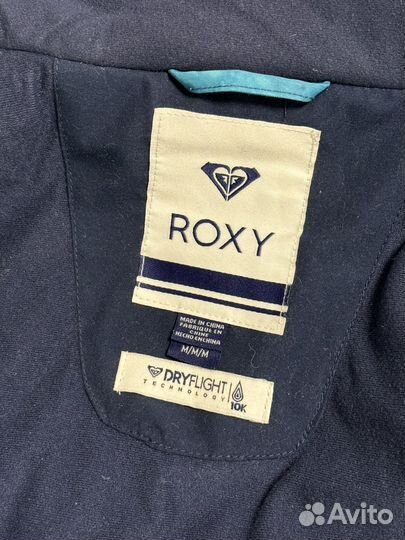 ROXY
MADE IN CHINA
FABRIQUE EN
CHINE
HECHO EN CHINA
M/M/M
DRYFLIGHT
TECHNOLOGY
10K
Avito